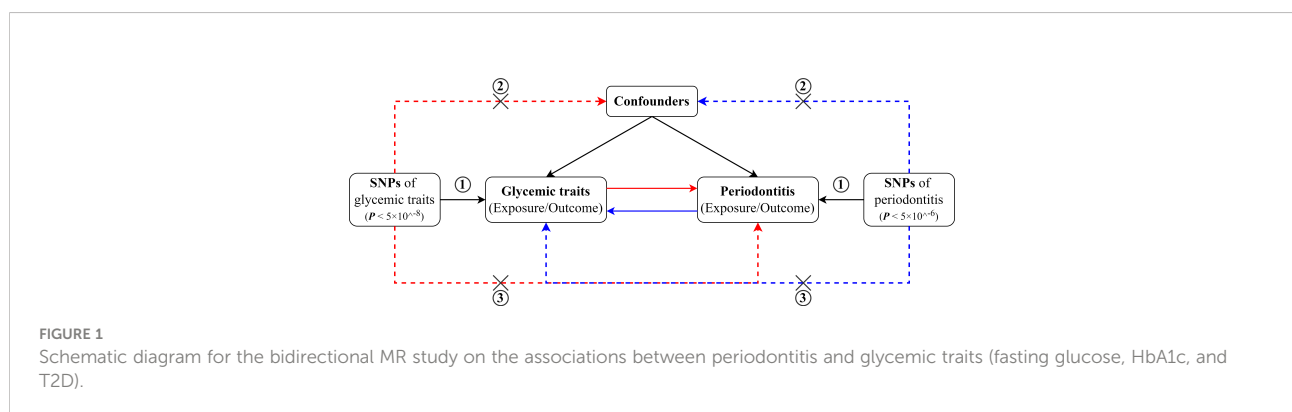 ② ②
Confounders
SNPs of
glycemic traits
(P < 5×10^-8)
①
Glycemic traits
(Exposure/Outcome)
Periodontitis
(Exposure/Outcome)
①
SNPs of
periodontitis
(P < 5×10^-6)
③ ③
FIGURE 1
Schematic diagram for the bidirectional MR study on the associations between periodontitis and glycemic traits (fasting glucose, HbA1c, and
T2D).